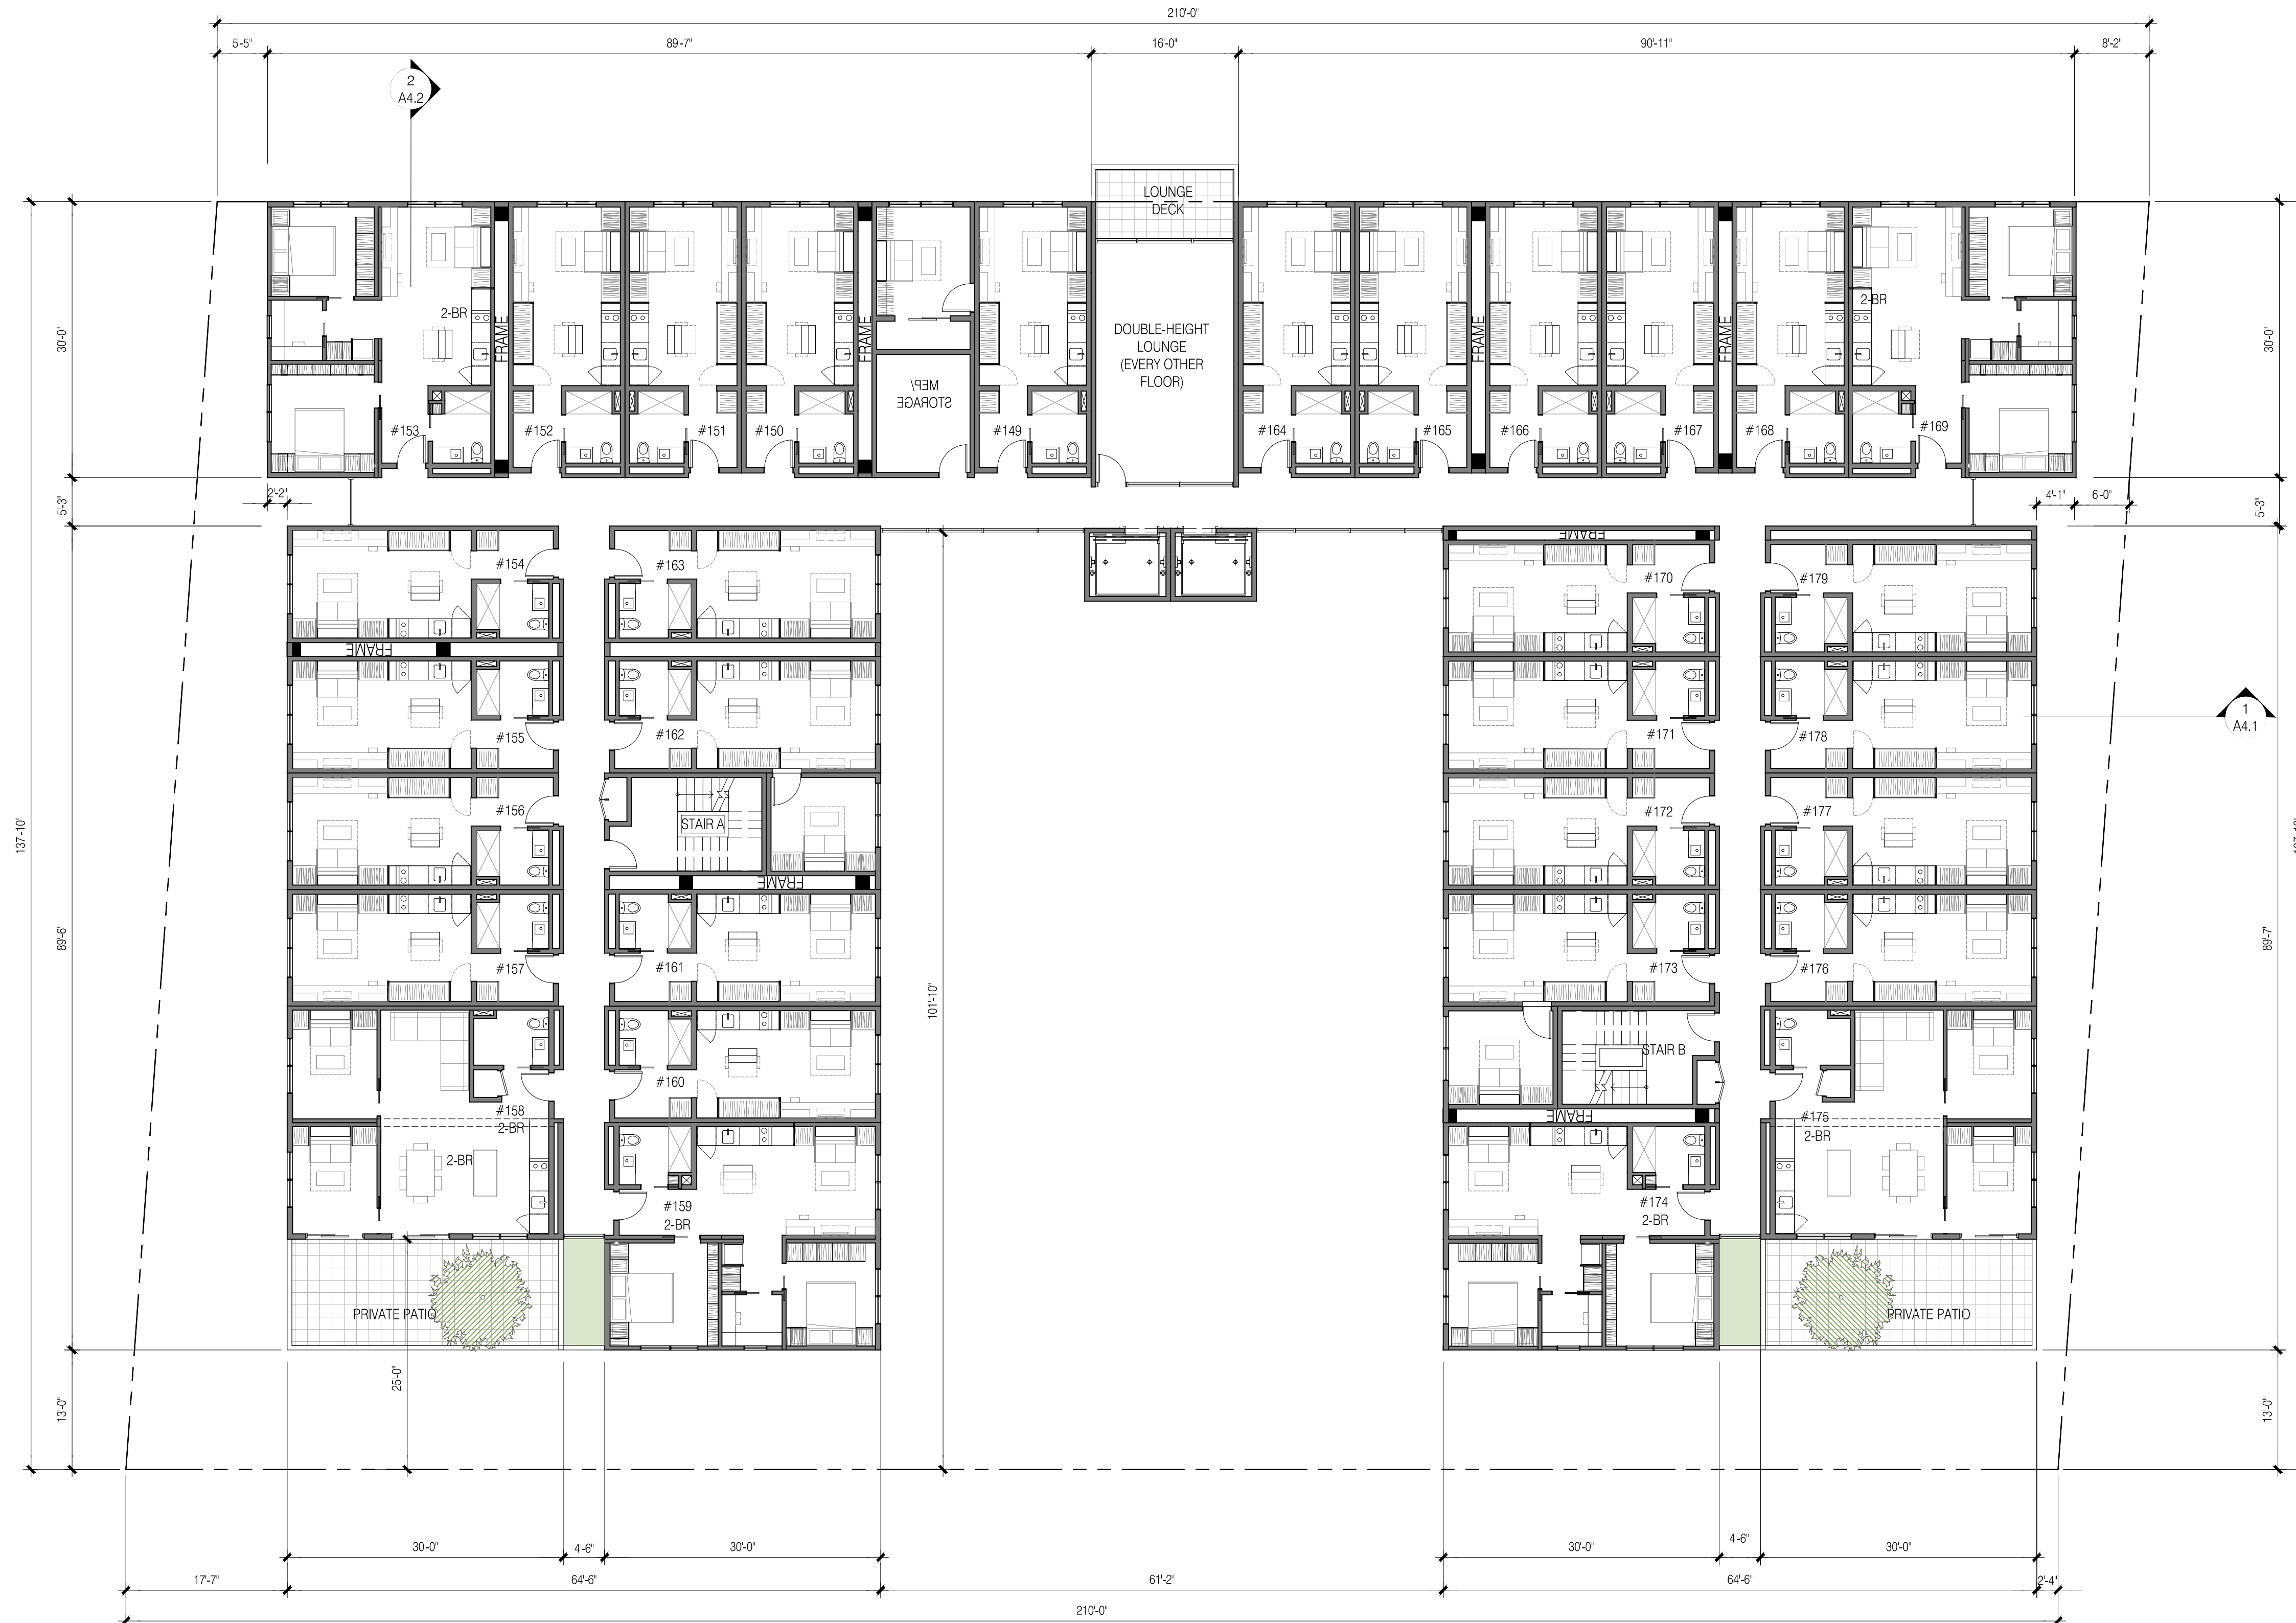 210'-0"
5'-5"
89'-7"
16'-0"
90'-11"
8'-2"
2
A4.2
LOUNGE
DECK
2-BR
FRAME
FRAME
DOUBLE-HEIGHT
LOUNGE
(EVERY OTHER
FLOOR)
FRAME
FRAME
2-BR
30'-0"
30'-0"
MEP/
STORAGE
#153
#152
#151
#150
#149
#164
#165
#166
#167
#168
#169
2'-2"
5'-3"
4'-1"
6'-0"
5'-3"
FRAME
#154
#163
#170
#179
FRAME
1
A4.1
#155
#162
#171
#178
#156
STAIR A
#172
#177
137'-10"
FRAME
89'-6"
89'-7"
#157
#161
#173
#176
101'-10"
STAIR B
#160
#158
2-BR
FRAME
#175
2-BR
2-BR
#159
2-BR
#174
2-BR
PRIVATE PATIO
PRIVATE PATIO
25'-0"
13'-0"
13'-0"
30'-0"
4'-6"
30'-0"
30'-0"
4'-6"
30'-0"
17'-7"
64'-6"
61'-2"
64'-6"
2'-4"
210'-0"